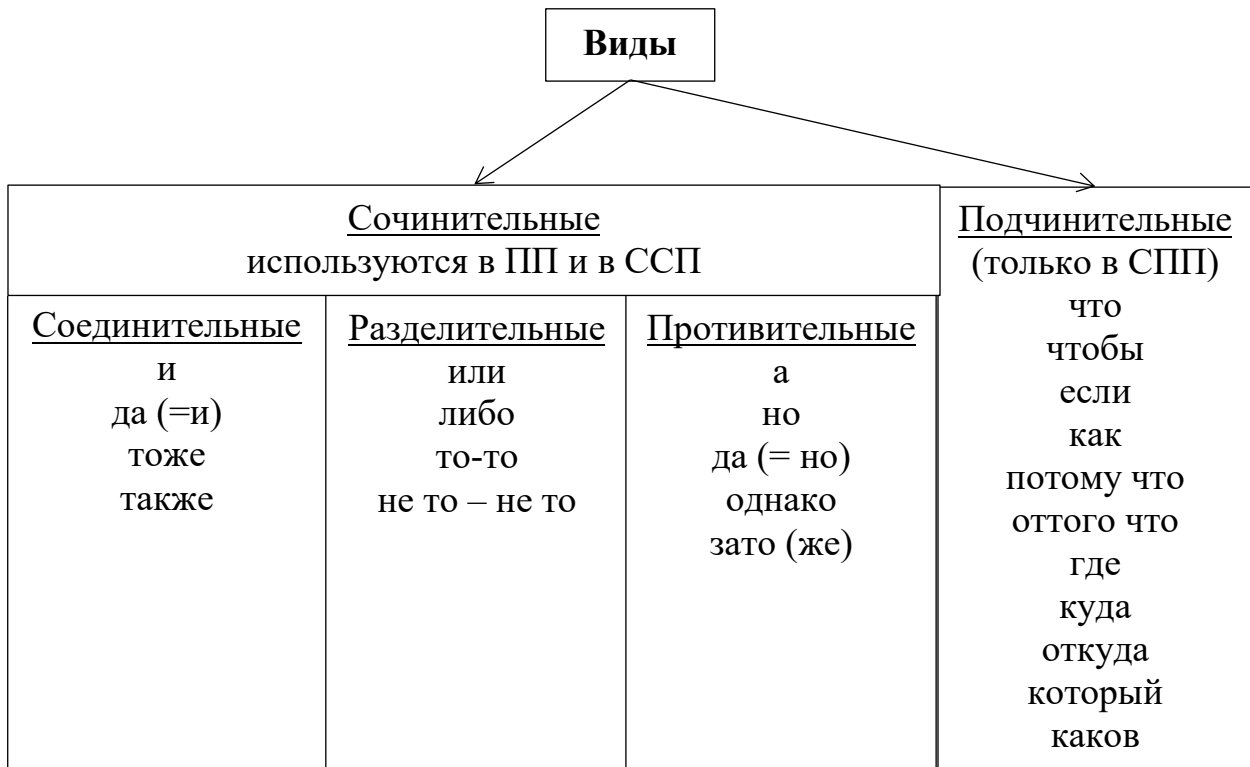 Виды
Сочинительные
используются в ПП и в ССП
Соединительные
и
да (=и)
тоже
также
Разделительные
или
либо
то-то
не то – не то
Противительные
а
но
да (= но)
однако
зато (же)
Подчинительные
(только в СПП)
что
чтобы
если
как
потому что
оттого что
где
куда
откуда
который
каков